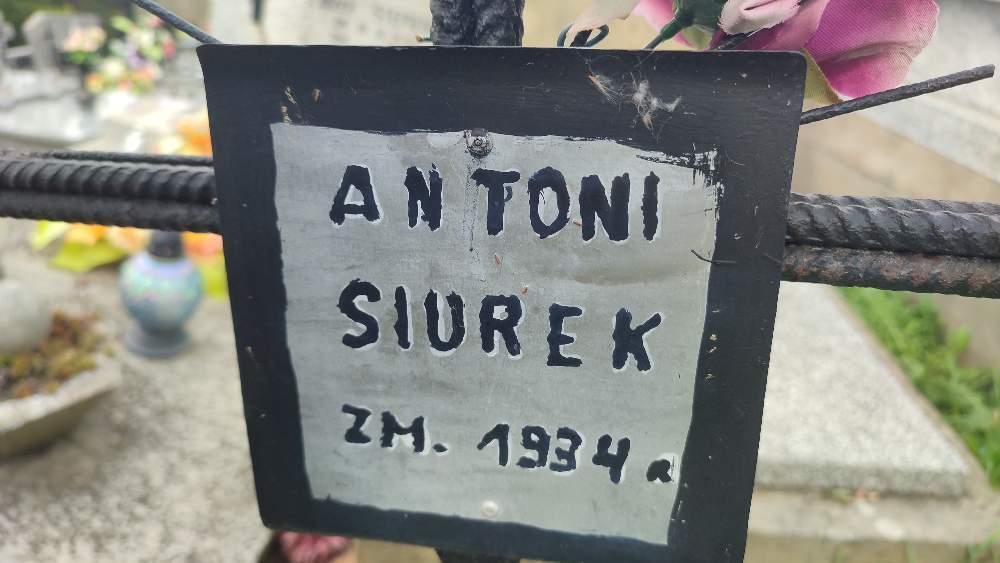 ANTONI
SIUREK
ZM. 1934 R